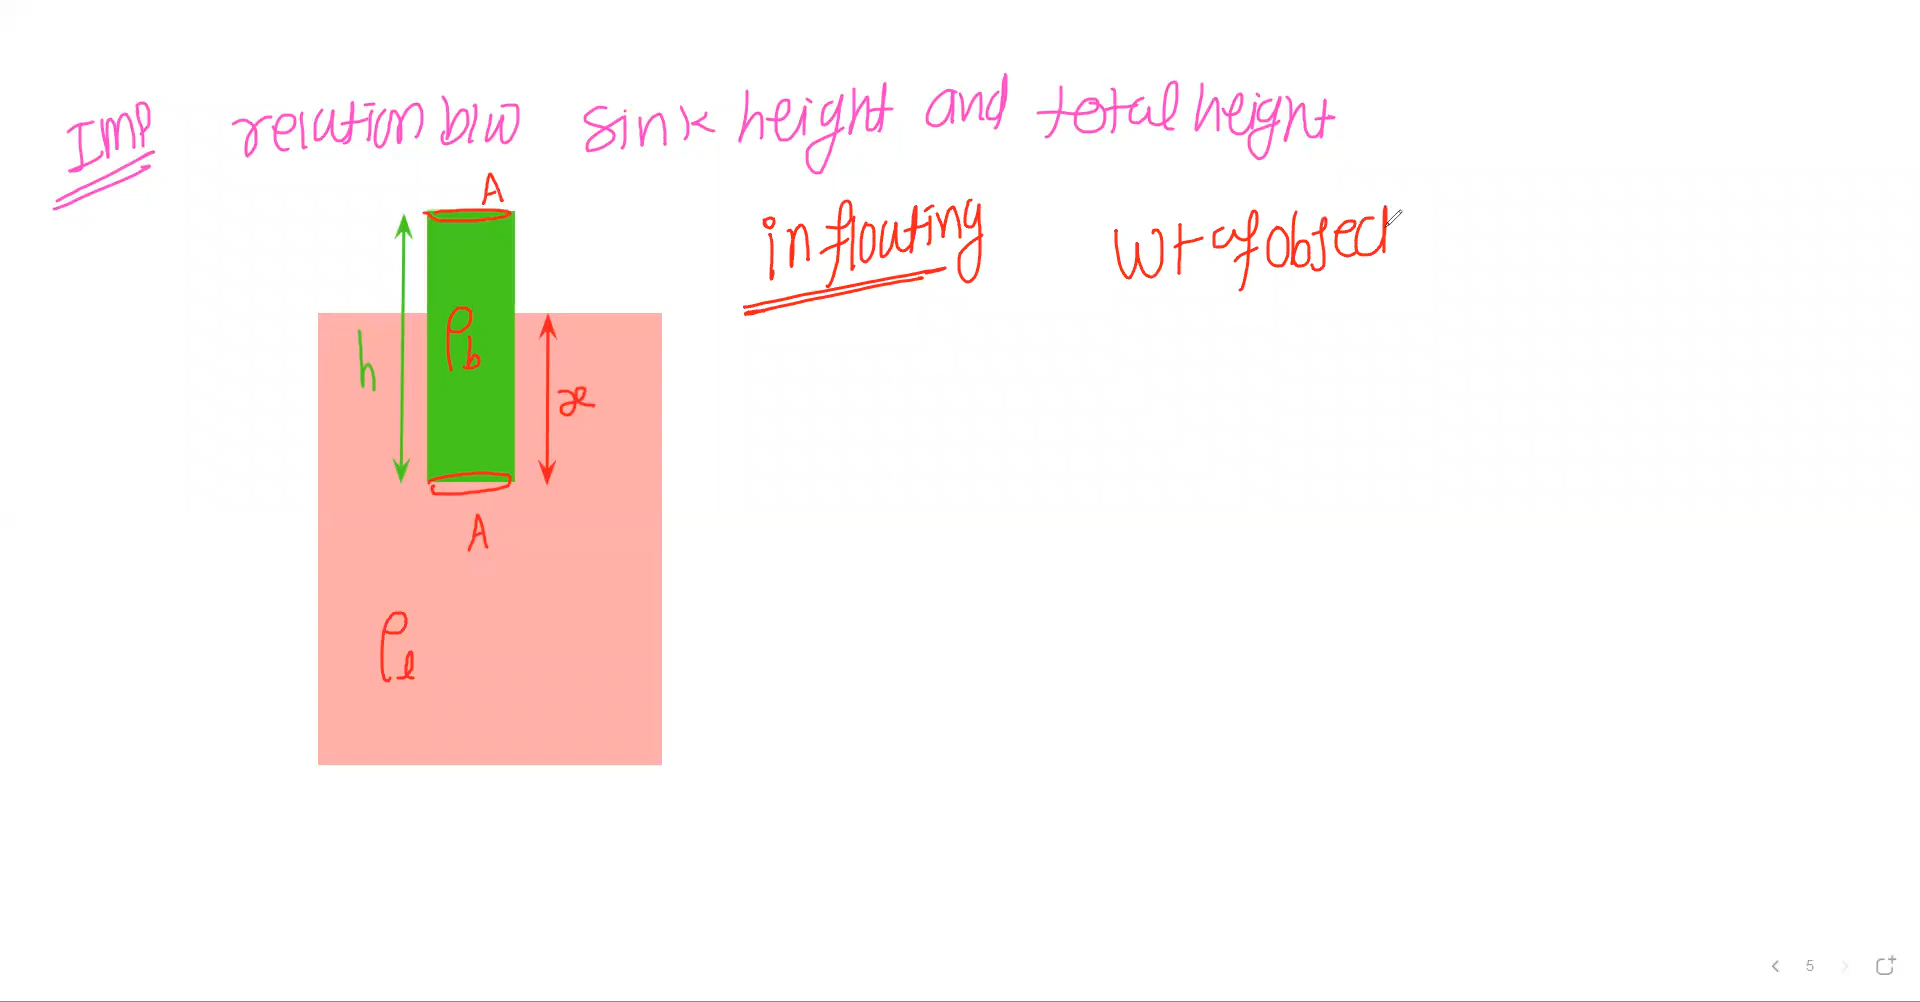 Imp relation b/w sink height and total height
A
in floating wt of object
h ρb x
A
ρl
5